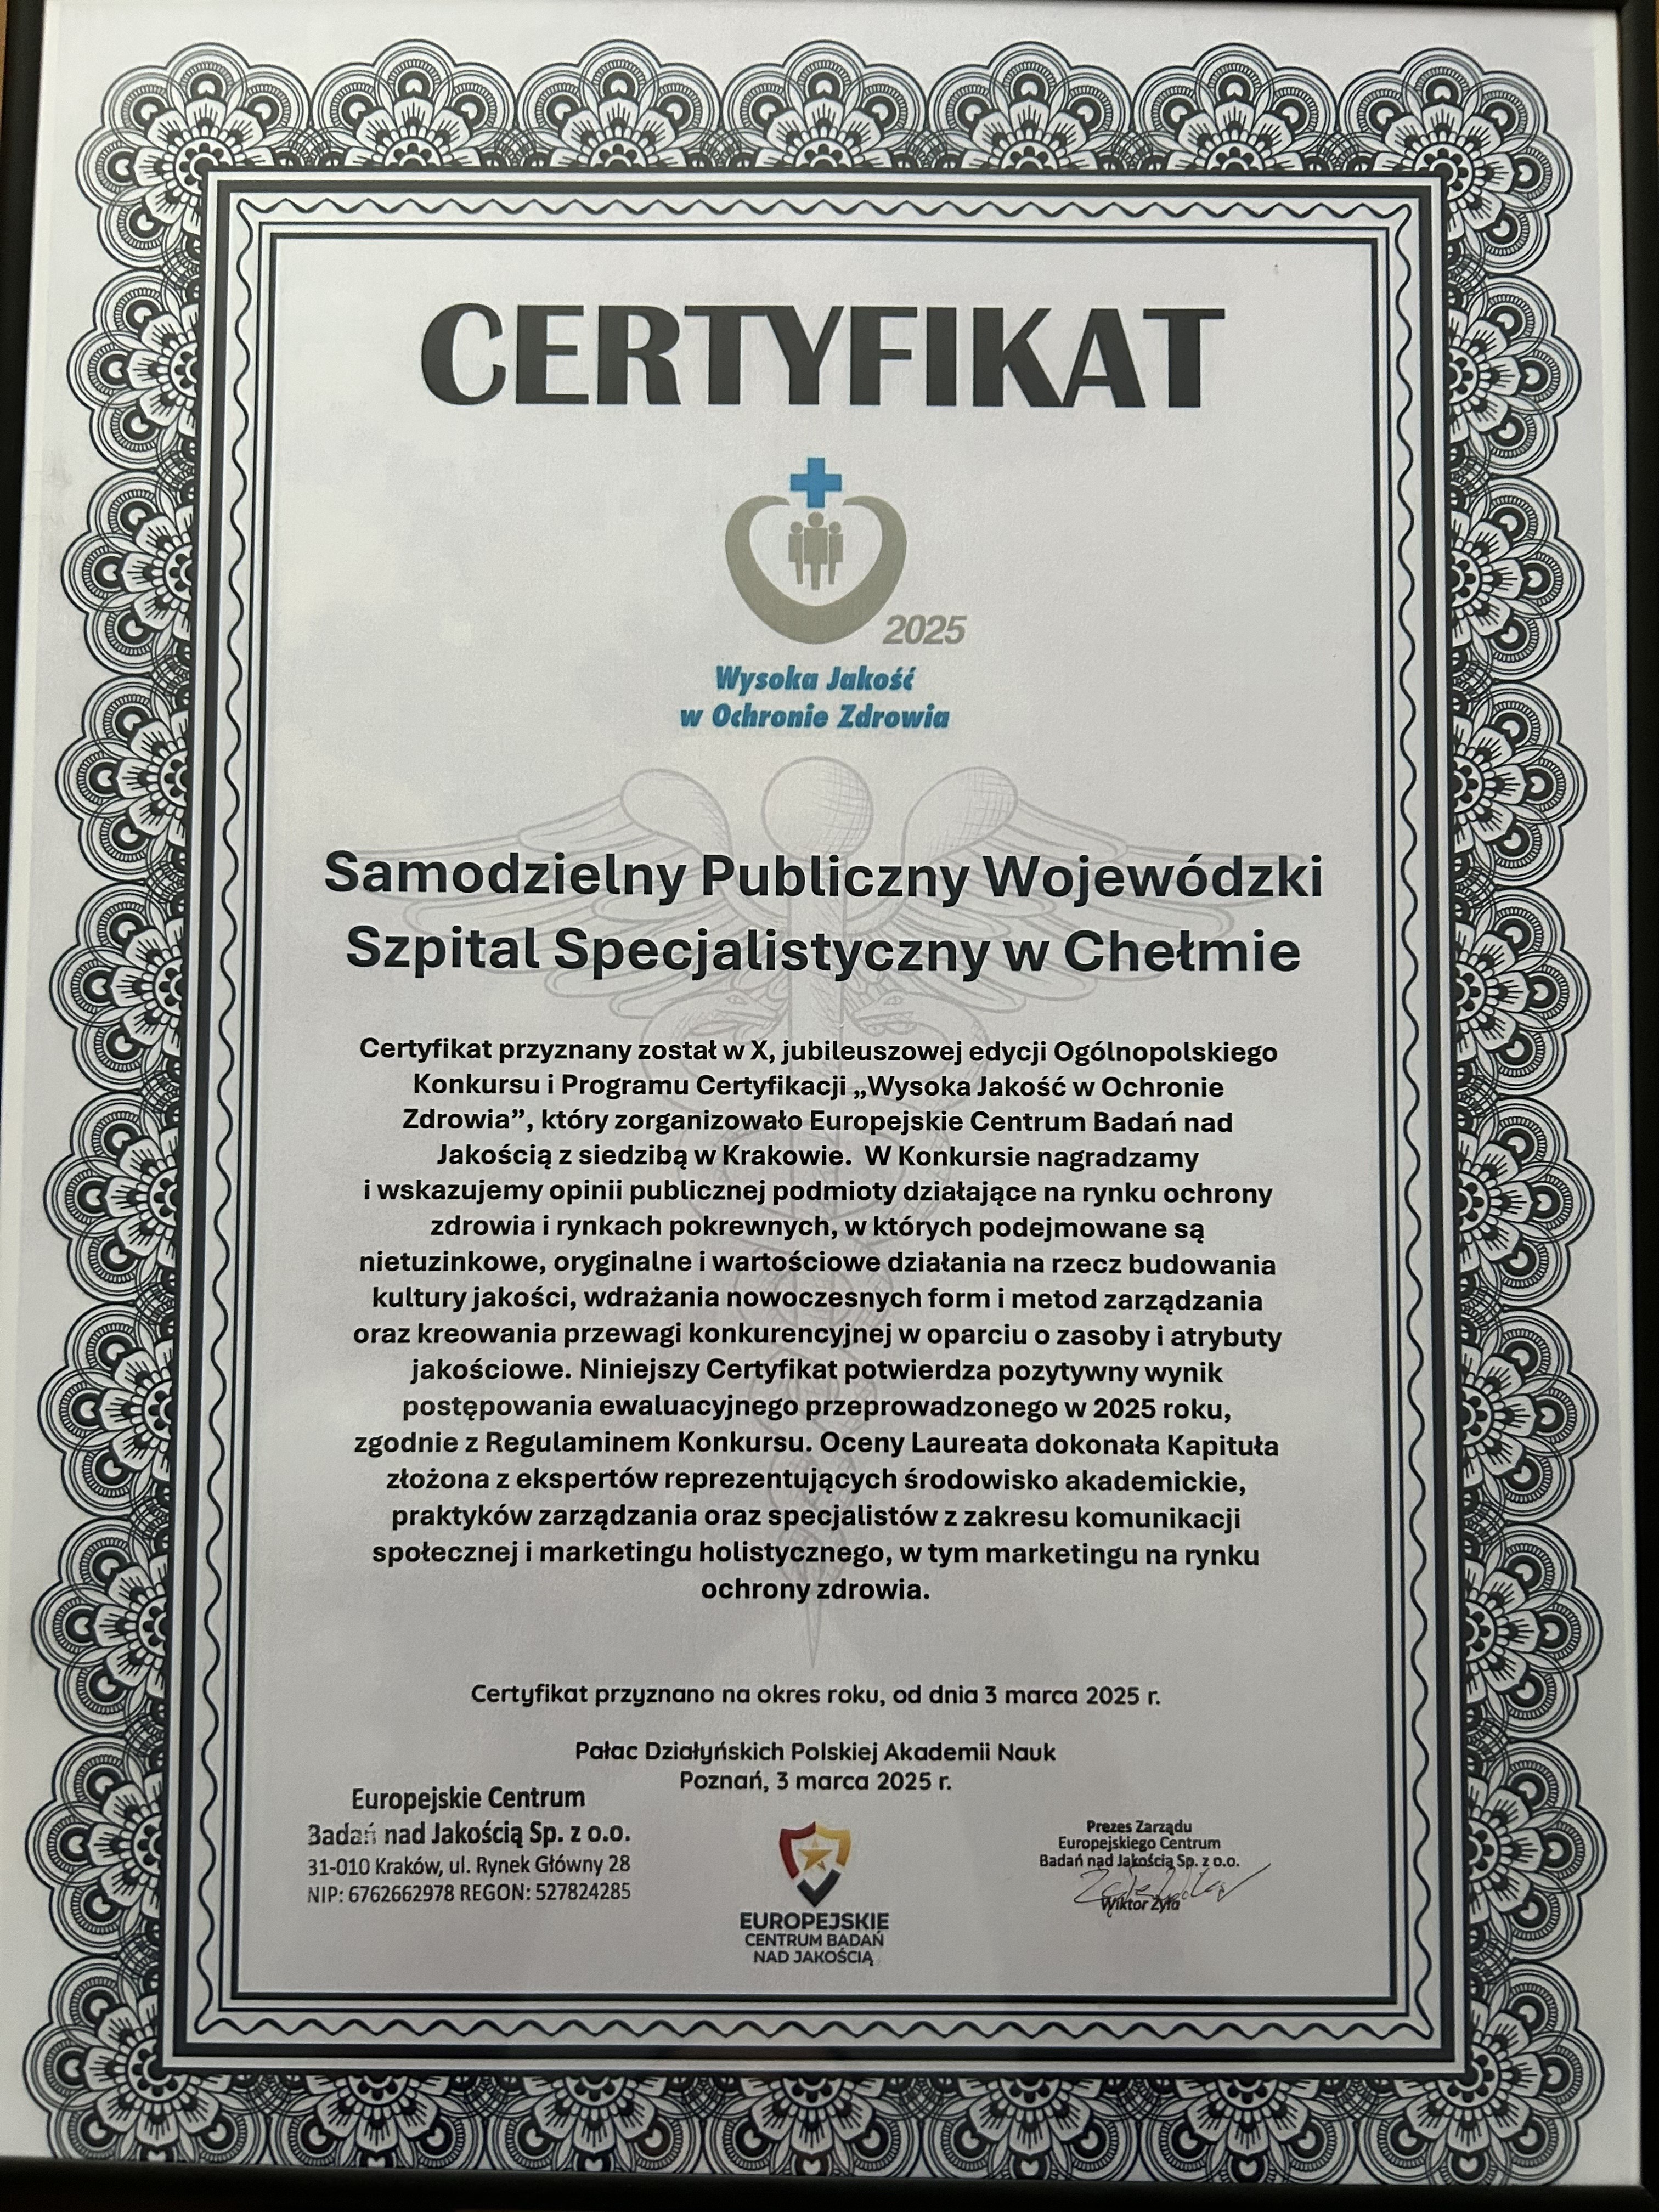 CERTYFIKAT
2025
Wysoka Jakość
w Ochronie Zdrowia
Samodzielny Publiczny Wojewódzki
Szpital Specjalistyczny w Chełmie
Certyfikat przyznany został w X, jubileuszowej edycji Ogólnopolskiego
Konkursu i Programu Certyfikacji „Wysoka Jakość w Ochronie
Zdrowia”, który zorganizowało Europejskie Centrum Badań nad
Jakością z siedzibą w Krakowie. W Konkursie nagradzamy
i wskazujemy opinii publicznej podmioty działające na rynku ochrony
zdrowia i rynkach pokrewnych, w których podejmowane są
nietuzinkowe, oryginalne i wartościowe działania na rzecz budowania
kultury jakości, wdrażania nowoczesnych form i metod zarządzania
oraz kreowania przewagi konkurencyjnej w oparciu o zasoby i atrybuty
jakościowe. Niniejszy Certyfikat potwierdza pozytywny wynik
postępowania ewaluacyjnego przeprowadzonego w 2025 roku,
zgodnie z Regulaminem Konkursu. Oceny Laureata dokonała Kapituła
złożona z ekspertów reprezentujących środowisko akademickie,
praktyków zarządzania oraz specjalistów z zakresu komunikacji
społecznej i marketingu holistycznego, w tym marketingu na rynku
ochrony zdrowia.
Certyfikat przyznano na okres roku, od dnia 3 marca 2025 r.
Pałac Działyńskich Polskiej Akademii Nauk
Poznań, 3 marca 2025 r.
Europejskie Centrum
Badań nad Jakością Sp. z o.o.
31-010 Kraków, ul. Rynek Główny 28
NIP: 6762662978 REGON: 527824285
EUROPEJSKIE
CENTRUM BADAŃ
NAD JAKOŚCIĄ
Prezes Zarządu
Europejskiego Centrum
Badań nad Jakością Sp. z o.o.
Wiktor Żyła